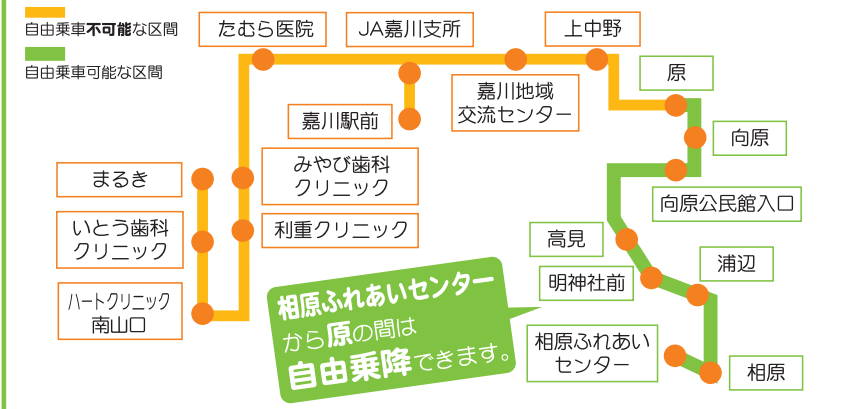 自由乗車不可能な区間
自由乗車可能な区間
たむら医院
JA嘉川支所
上中野
原
嘉川駅前
嘉川地域
交流センター
向原
まるき
みやび歯科
クリニック
向原公民館入口
いとう歯科
クリニック
利重クリニック
高見
浦辺
明神社前
ハートクリニック
南山口
相原ふれあいセンター
から原の間は
自由乗降できます。
相原ふれあい
センター
相原